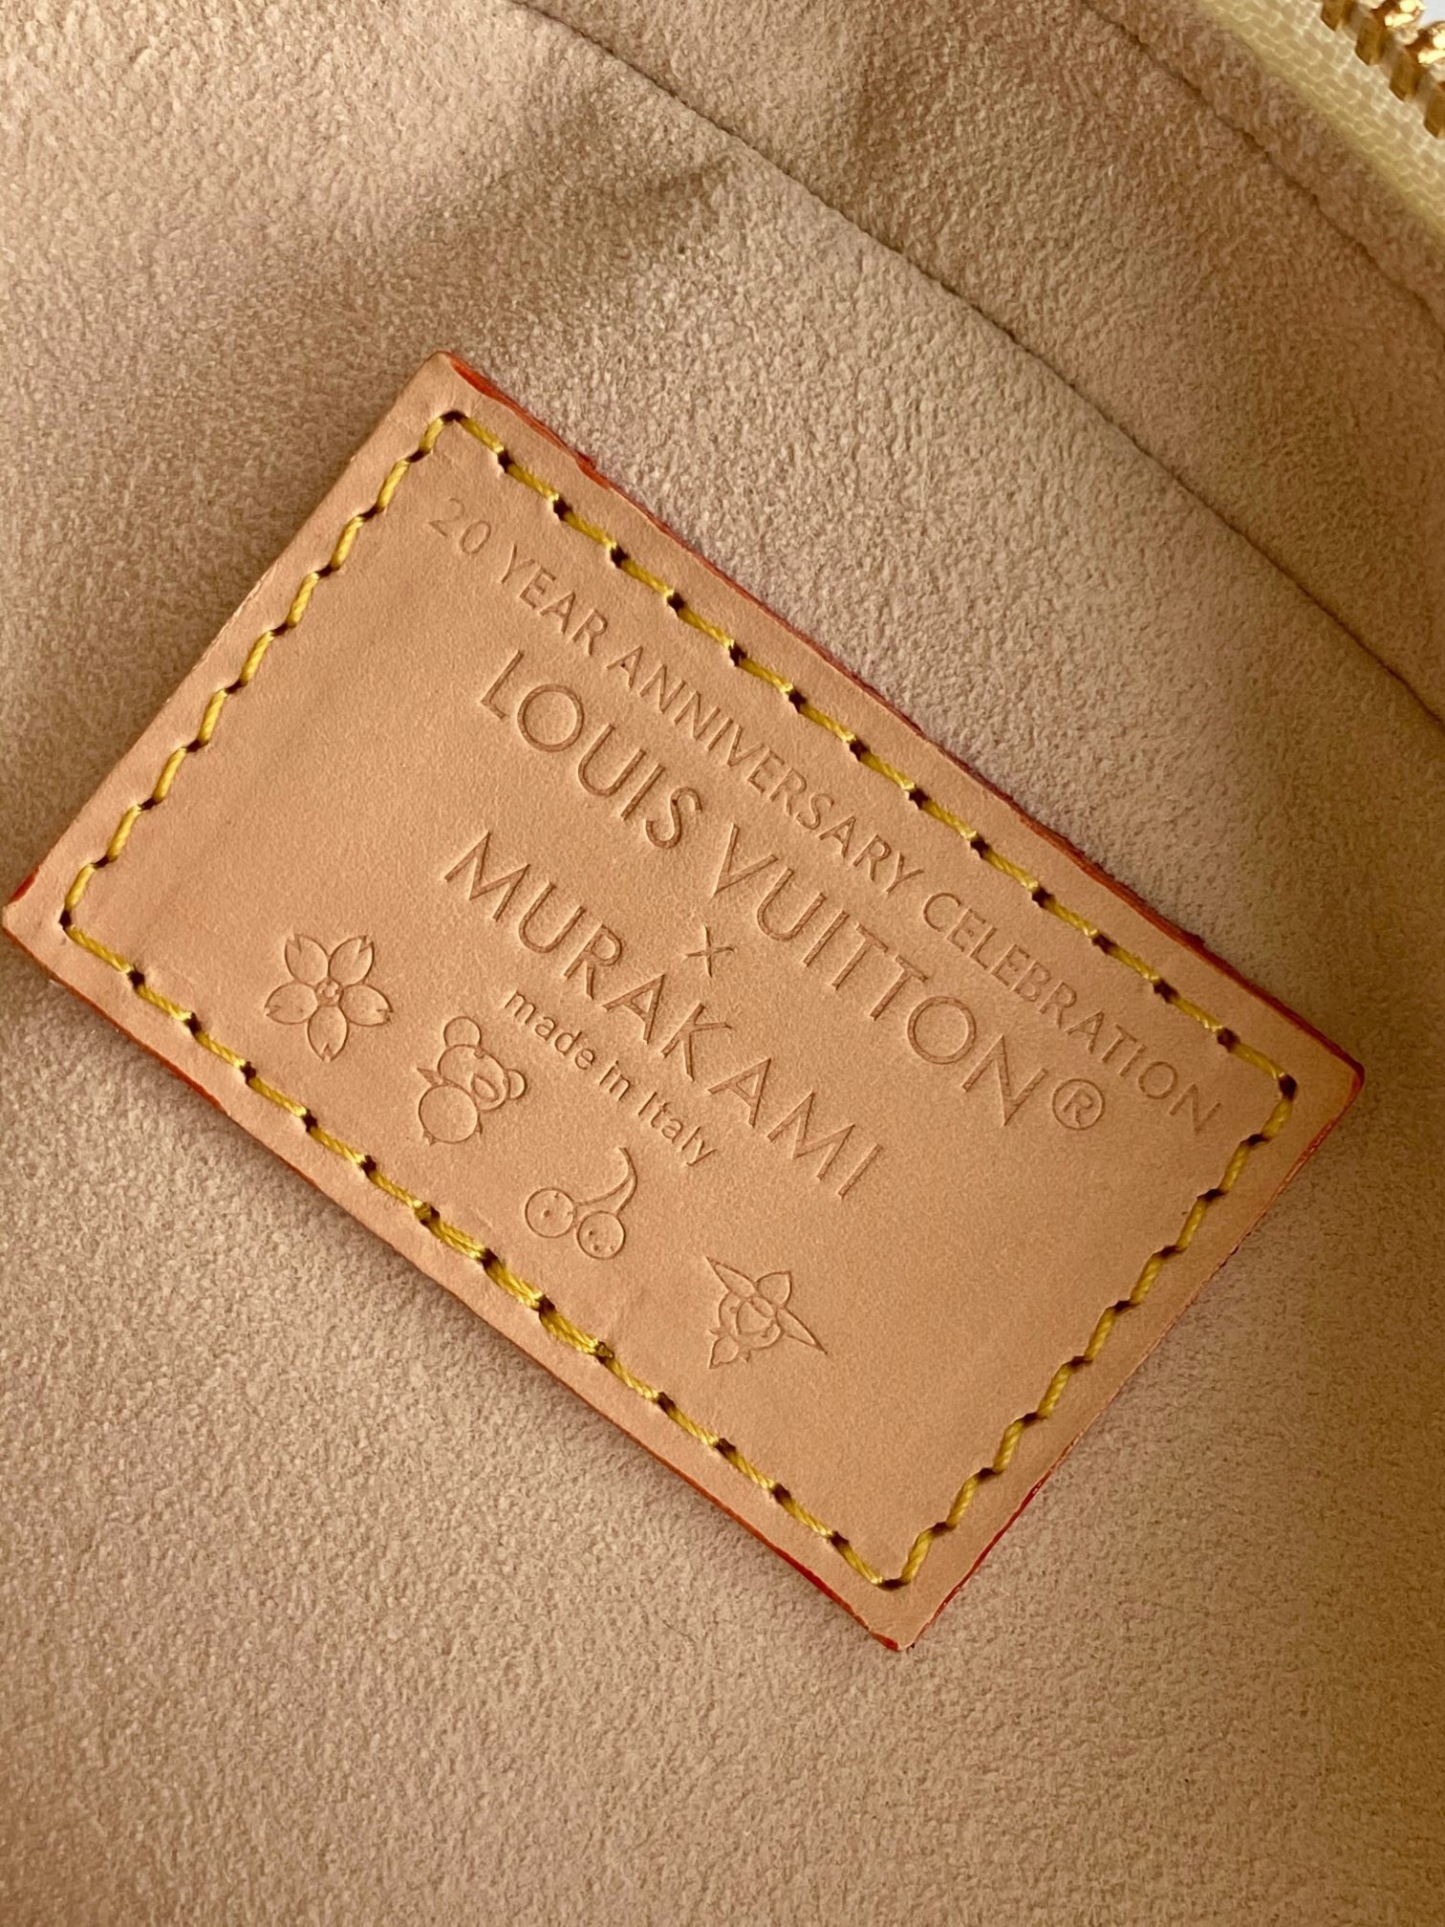 20 YEAR ANNIVERSARY CELEBRATION
LOUIS VUITTON®
x
MURAKAMI
made in Italy